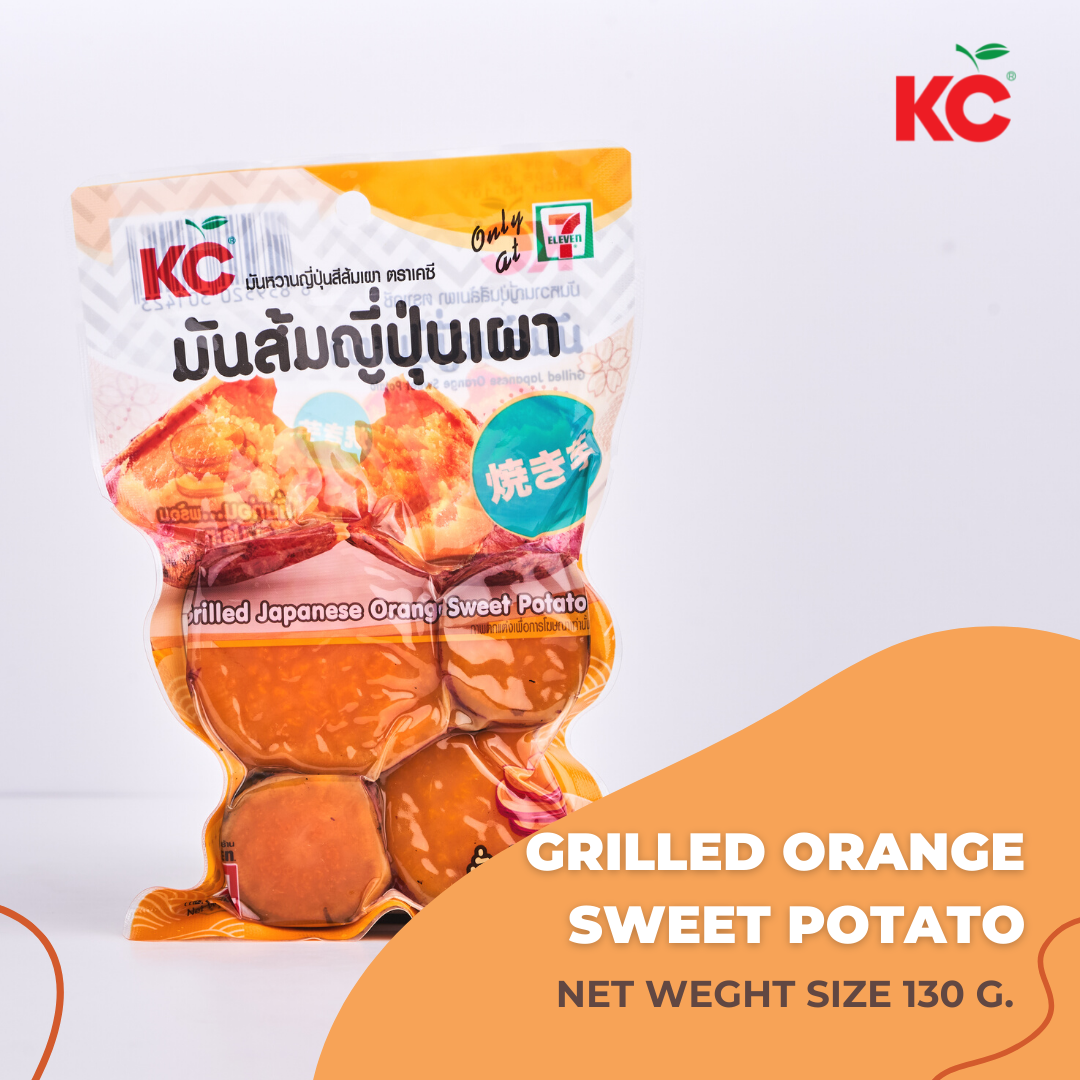 KC®
KC®
Only at
7
ELEVEn
มันหวานญี่ปุ่นสีส้มเผา ตราเคซี
มันส้มญี่ปุ่นเผา
焼き芋
Grilled Japanese Orange Sweet Potato
GRILLED ORANGE
SWEET POTATO
NET WEGHT SIZE 130 G.